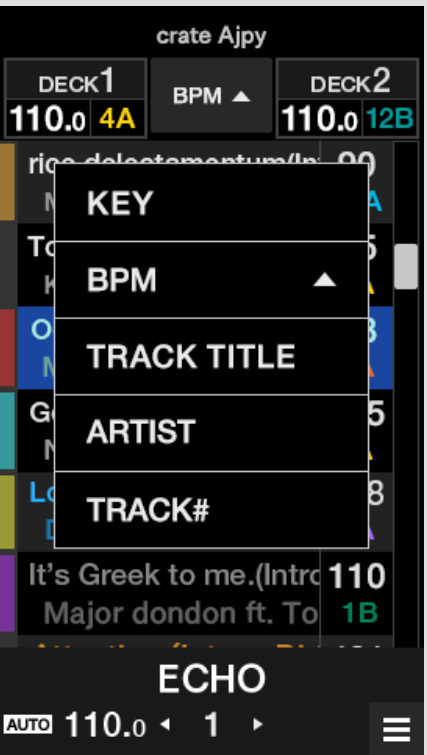 crate Ajpy
DECK1
BPM ▲
DECK2
110.0 4A
110.0 12B
KEY
BPM ▲
TRACK TITLE
ARTIST
TRACK#
It's Greek to me.(Intro 110
Major dondon ft. To 1B
ECHO
AUTO 110.0 ◂ 1 ▸